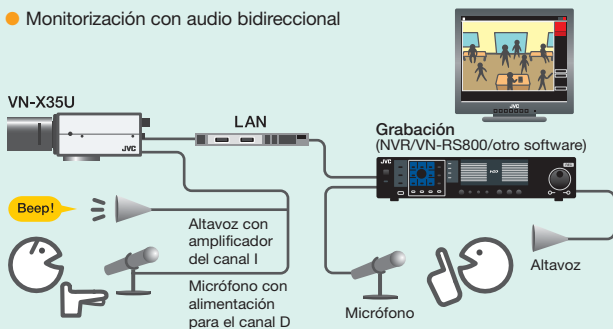 Monitorización con audio bidireccional
VN-X35U
JVC
LAN
JVC
Grabación
(NVR/VN-RS800/otro software)
JVC
Beep!
Altavoz con
amplificador
del canal I
Micrófono con
alimentación
para el canal D
Micrófono
Altavoz